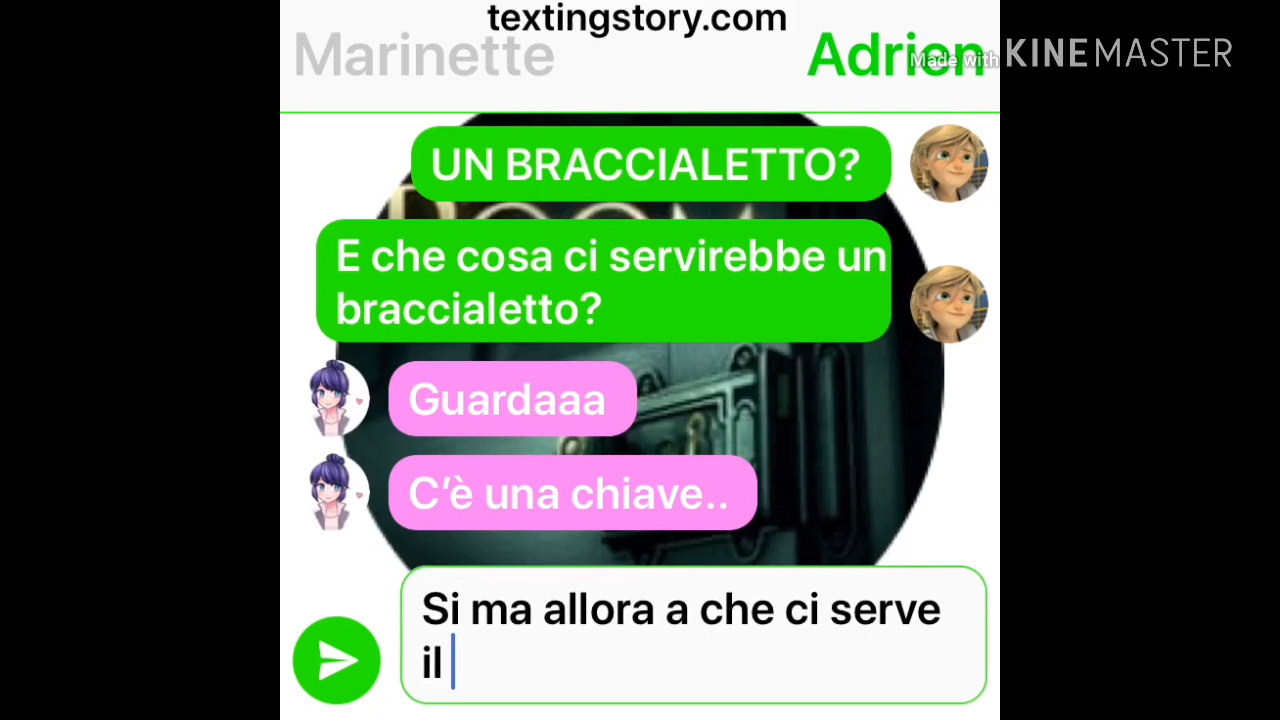 textingstory.com
Marinette
Adrien
Made with KINEMASTER
UN BRACCIALETTO?
E che cosa ci servirebbe un
braccialetto?
Guardaaa
C’è una chiave..
Si ma allora a che ci serve
il